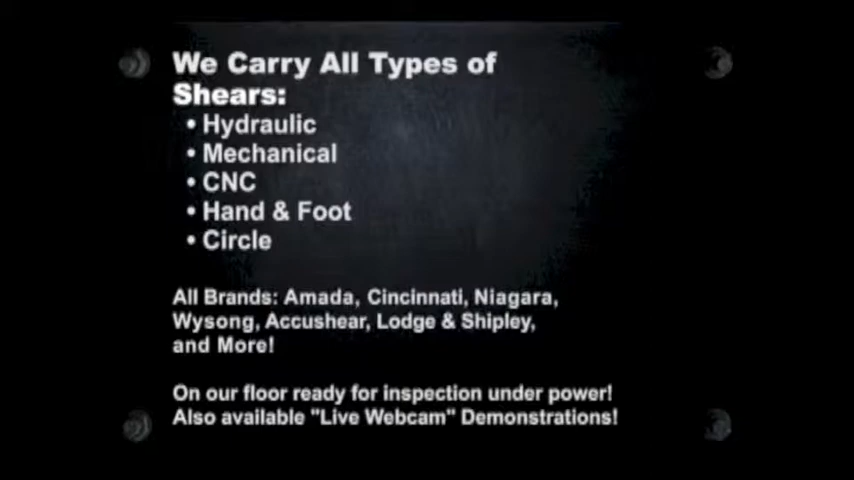 We Carry All Types of
Shears:
• Hydraulic
• Mechanical
• CNC
• Hand & Foot
• Circle
All Brands: Amada, Cincinnati, Niagara,
Wysong, Accushear, Lodge & Shipley,
and More!
On our floor ready for inspection under power!
Also available "Live Webcam" Demonstrations!